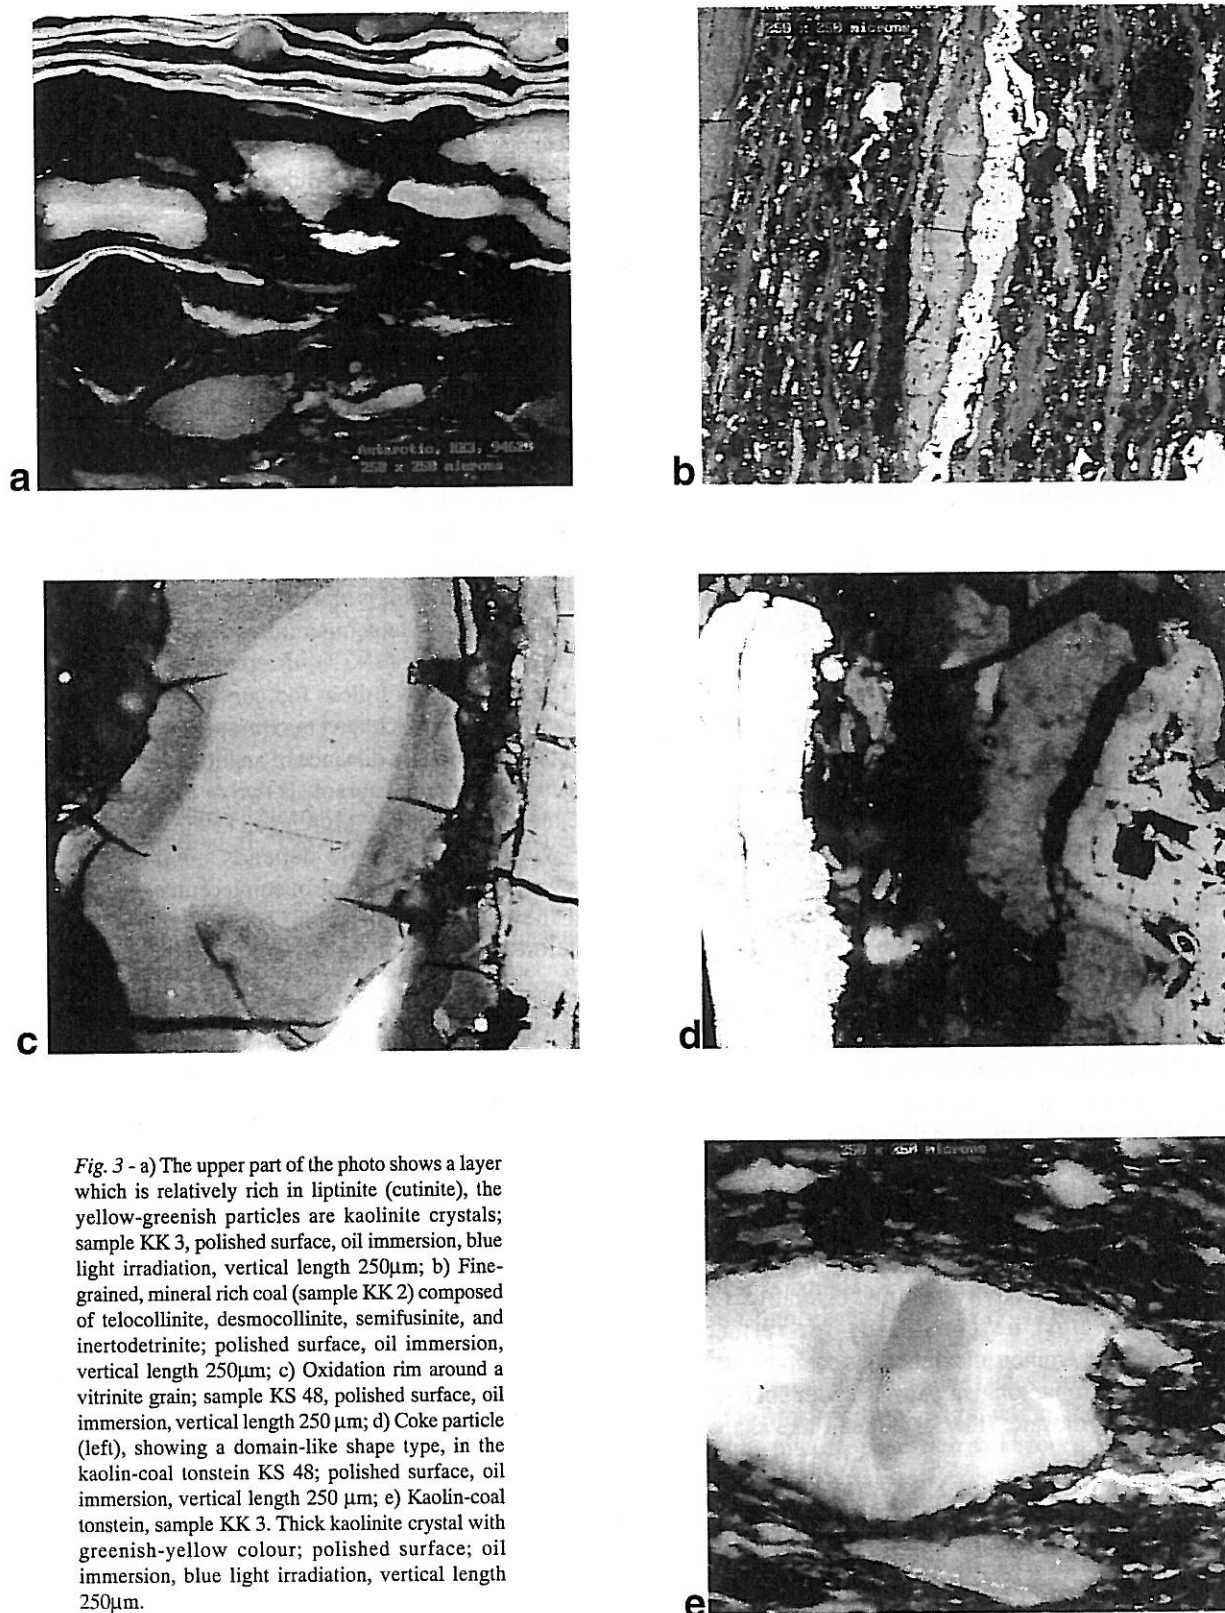 250 x 250 microns
a
Antarctic, KK3, 94628
250 x 250 microns
b
c
d
250 x 350 microns
e
Fig. 3 - a) The upper part of the photo shows a layer
which is relatively rich in liptinite (cutinite), the
yellow-greenish particles are kaolinite crystals;
sample KK 3, polished surface, oil immersion, blue
light irradiation, vertical length 250μm; b) Fine-
grained, mineral rich coal (sample KK 2) composed
of telocollinite, desmocollinite, semifusinite, and
inertodetrinite; polished surface, oil immersion,
vertical length 250μm; c) Oxidation rim around a
vitrinite grain; sample KS 48, polished surface, oil
immersion, vertical length 250 μm; d) Coke particle
(left), showing a domain-like shape type, in the
kaolin-coal tonstein KS 48; polished surface, oil
immersion, vertical length 250 μm; e) Kaolin-coal
tonstein, sample KK 3. Thick kaolinite crystal with
greenish-yellow colour; polished surface; oil
immersion, blue light irradiation, vertical length
250μm.